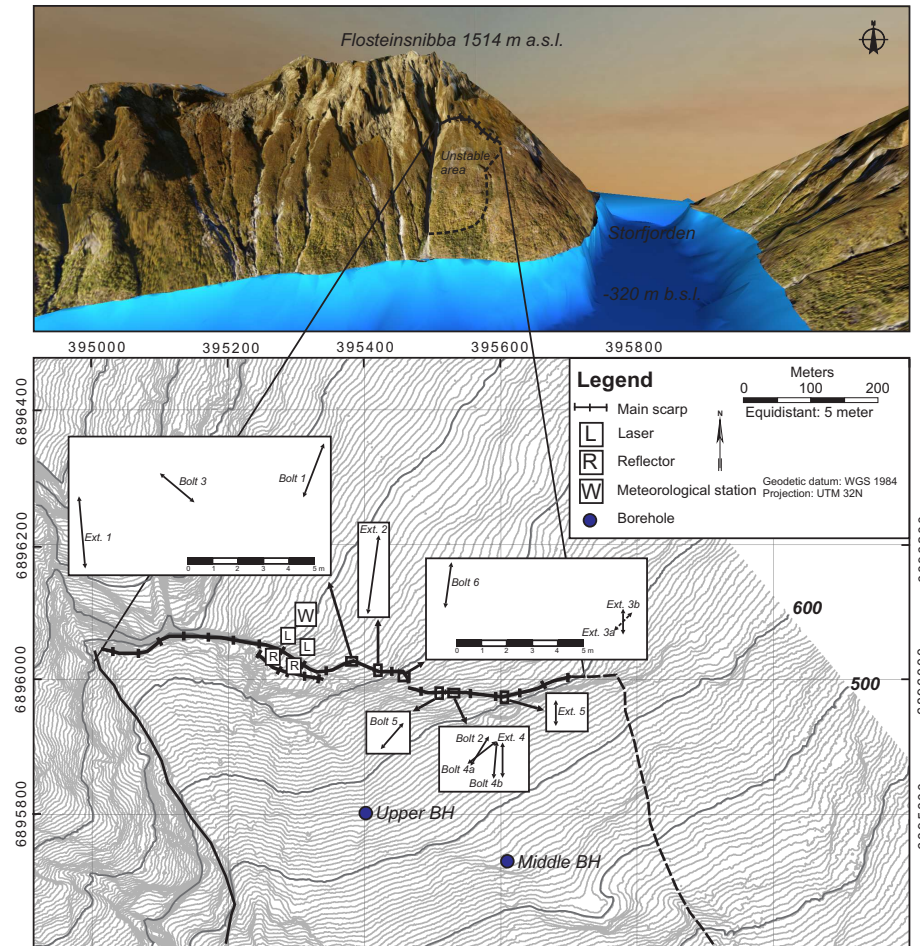 Flosteinsnibba 1514 m a.s.l.
N
Unstable
area
Storfjorden
-320 m b.s.l.
395000 395200 395400 395600 395800
Legend
Main scarp
L Laser
R Reflector
W Meteorological station
Borehole
Meters
0 100 200
Equidistant: 5 meter
N
Geodetic datum: WGS 1984
Projection: UTM 32N
6896400
6896200
6896000
6895800
Bolt 3
Bolt 1
Ext. 1
0 1 2 3 4 5 m
Ext. 2
Bolt 6
Ext. 3b
Ext. 3a
0 1 2 3 4 5 m
W
L
L
R
R
600
500
Bolt 5
Bolt 2 Ext. 4
Bolt 4a
Bolt 4b
Ext. 5
Upper BH
Middle BH